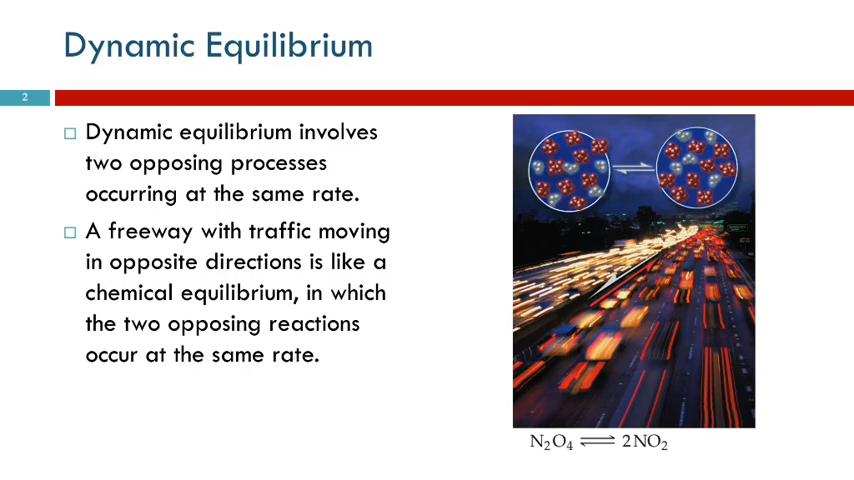 Dynamic Equilibrium
2
□ Dynamic equilibrium involves
two opposing processes
occurring at the same rate.
□ A freeway with traffic moving
in opposite directions is like a
chemical equilibrium, in which
the two opposing reactions
occur at the same rate.
N₂O₄ ⇌ 2NO₂